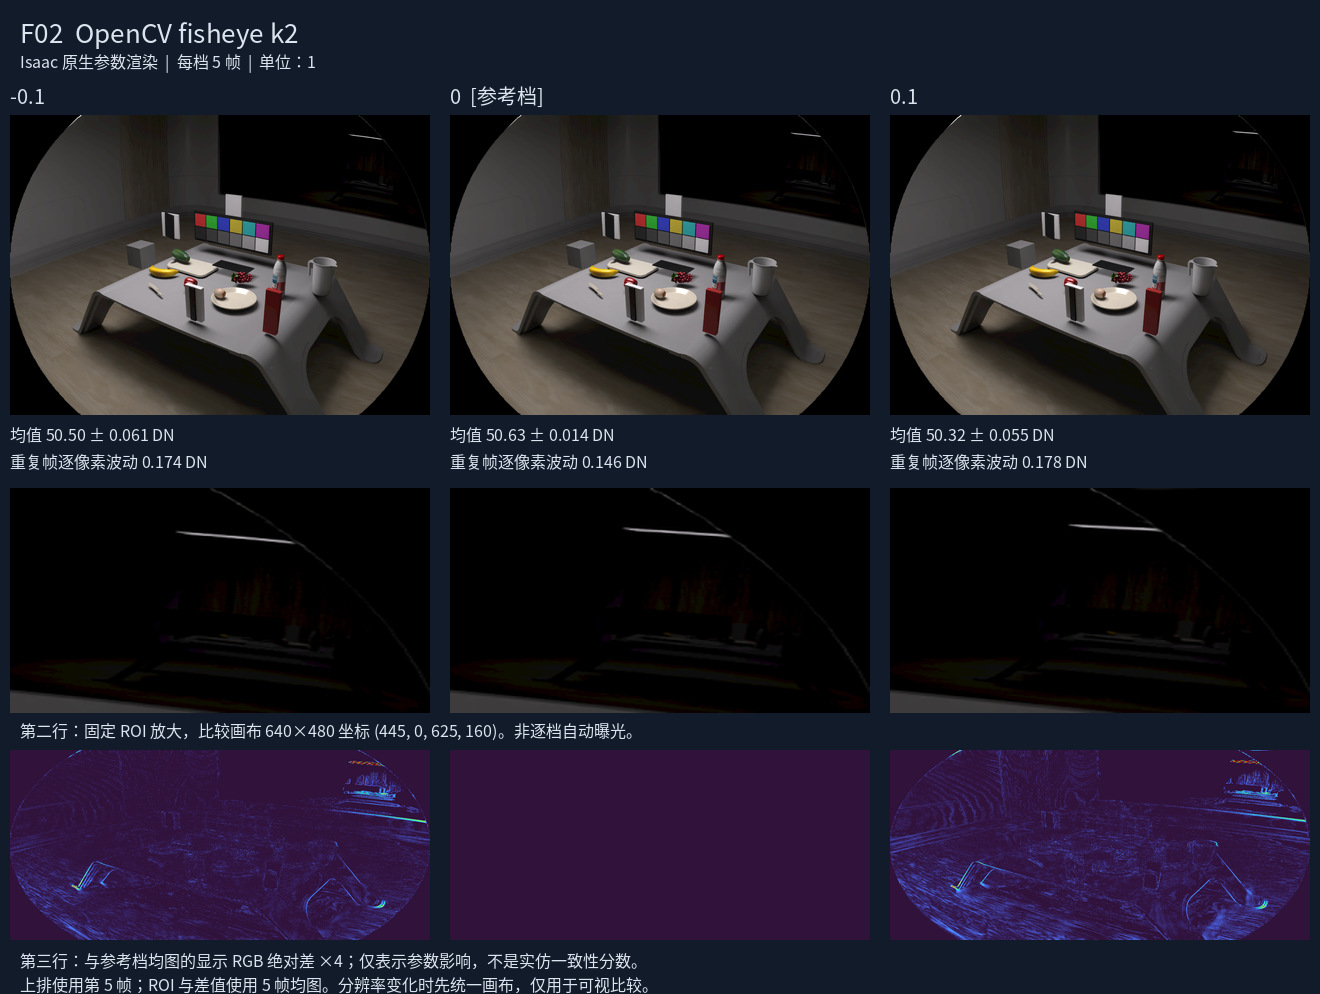 F02 OpenCV fisheye k2
Isaac 原生参数渲染 | 每档 5 帧 | 单位：1
-0.1
0 [参考档]
0.1
均值 50.50 ± 0.061 DN
重复帧逐像素波动 0.174 DN
均值 50.63 ± 0.014 DN
重复帧逐像素波动 0.146 DN
均值 50.32 ± 0.055 DN
重复帧逐像素波动 0.178 DN
第二行：固定 ROI 放大，比较画布 640×480 坐标 (445, 0, 625, 160)。非逐档自动曝光。
第三行：与参考档均图的显示 RGB 绝对差 ×4；仅表示参数影响，不是实仿一致性分数。
上排使用第 5 帧；ROI 与差值使用 5 帧均图。分辨率变化时先统一画布，仅用于可视比较。